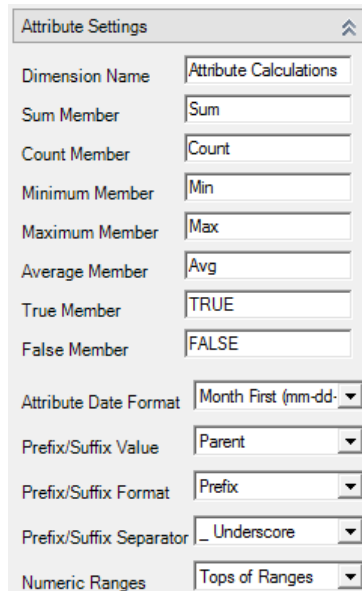 Attribute Settings
Dimension Name Attribute Calculations
Sum Member Sum
Count Member Count
Minimum Member Min
Maximum Member Max
Average Member Avg
True Member TRUE
False Member FALSE
Attribute Date Format Month First (mm-dd-
Prefix/Suffix Value Parent
Prefix/Suffix Format Prefix
Prefix/Suffix Separator _ Underscore
Numeric Ranges Tops of Ranges